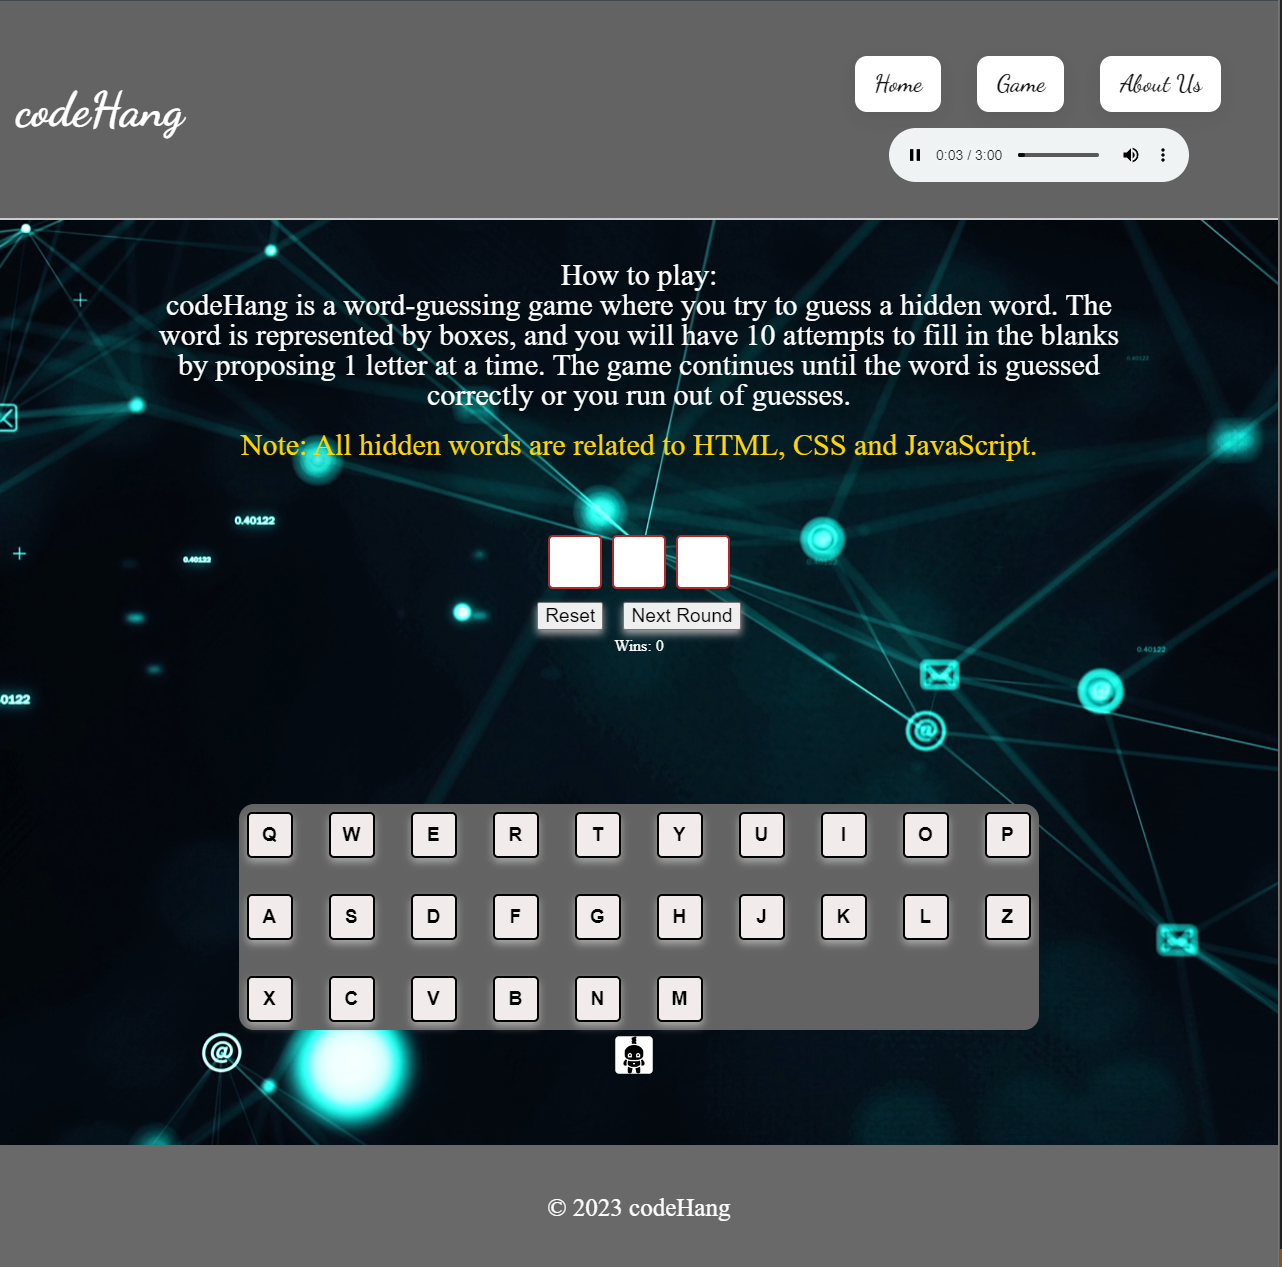 codeHang
Home
Game
About Us
0:03 / 3:00
How to play:
codeHang is a word-guessing game where you try to guess a hidden word. The
word is represented by boxes, and you will have 10 attempts to fill in the blanks
by proposing 1 letter at a time. The game continues until the word is guessed
correctly or you run out of guesses.
0.40122
Note: All hidden words are related to HTML, CSS and JavaScript.
0.40122
0.40122
Reset
Next Round
Wins: 0
0.40122
0122
@
@
Q W E R T Y U I O P
A S D F G H J K L Z
X C V B N M
@
© 2023 codeHang